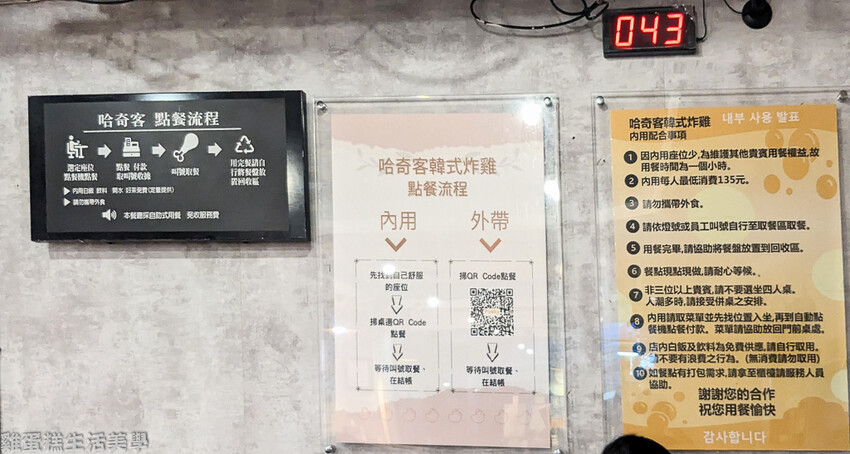 043
哈奇客 點餐流程
選定座位
點餐機點餐
點餐 付款
取叫號收據
叫號取餐
用完餐請自
行將餐盤放
置回收區
內用白飯 飲料 開水 好茶免費(定量提供)
請勿攜帶外食
本餐廳採自助式用餐 免收服務費
哈奇客韓式炸雞
點餐流程
內用
外帶
先找到自己舒服
的座位
掃桌邊QR Code
點餐
等待叫號取餐、
在結帳
掃QR Code點餐
等待叫號取餐、
在結帳
哈奇客韓式炸雞 내부 사용 발표
內用配合事項
1 因內用座位少,為維護其他貴賓用餐權益,故
用餐時間為一個小時。
2 內用每人最低消費135元。
3 請勿攜帶外食。
4 請依燈號或員工叫號自行至取餐區取餐。
5 用餐完畢,請協助將餐盤放置到回收區。
6 餐點現點現做,請耐心等候。
7 非三位以上貴賓,請不要選坐四人桌。
人潮多時,請接受併桌之安排。
8 內用請取菜單並先找位置入坐,再到自動點
餐機點餐付款。菜單請協助放回門前桌處。
9 店內白飯及飲料為免費供應,請自行取用。
不要有浪費之行為。(無消費請勿取用)
10 如餐點有打包需求,請拿至櫃檯請服務人員
協助。
謝謝您的合作
祝您用餐愉快
감사합니다
雞蛋糕生活美學